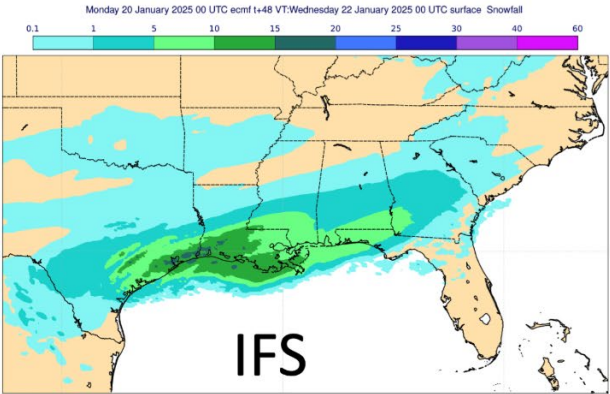 Monday 20 January 2025 00 UTC ecmf t+48 VT:Wednesday 22 January 2025 00 UTC surface Snowfall
0.1 1 5 10 15 20 25 30 40 60
IFS